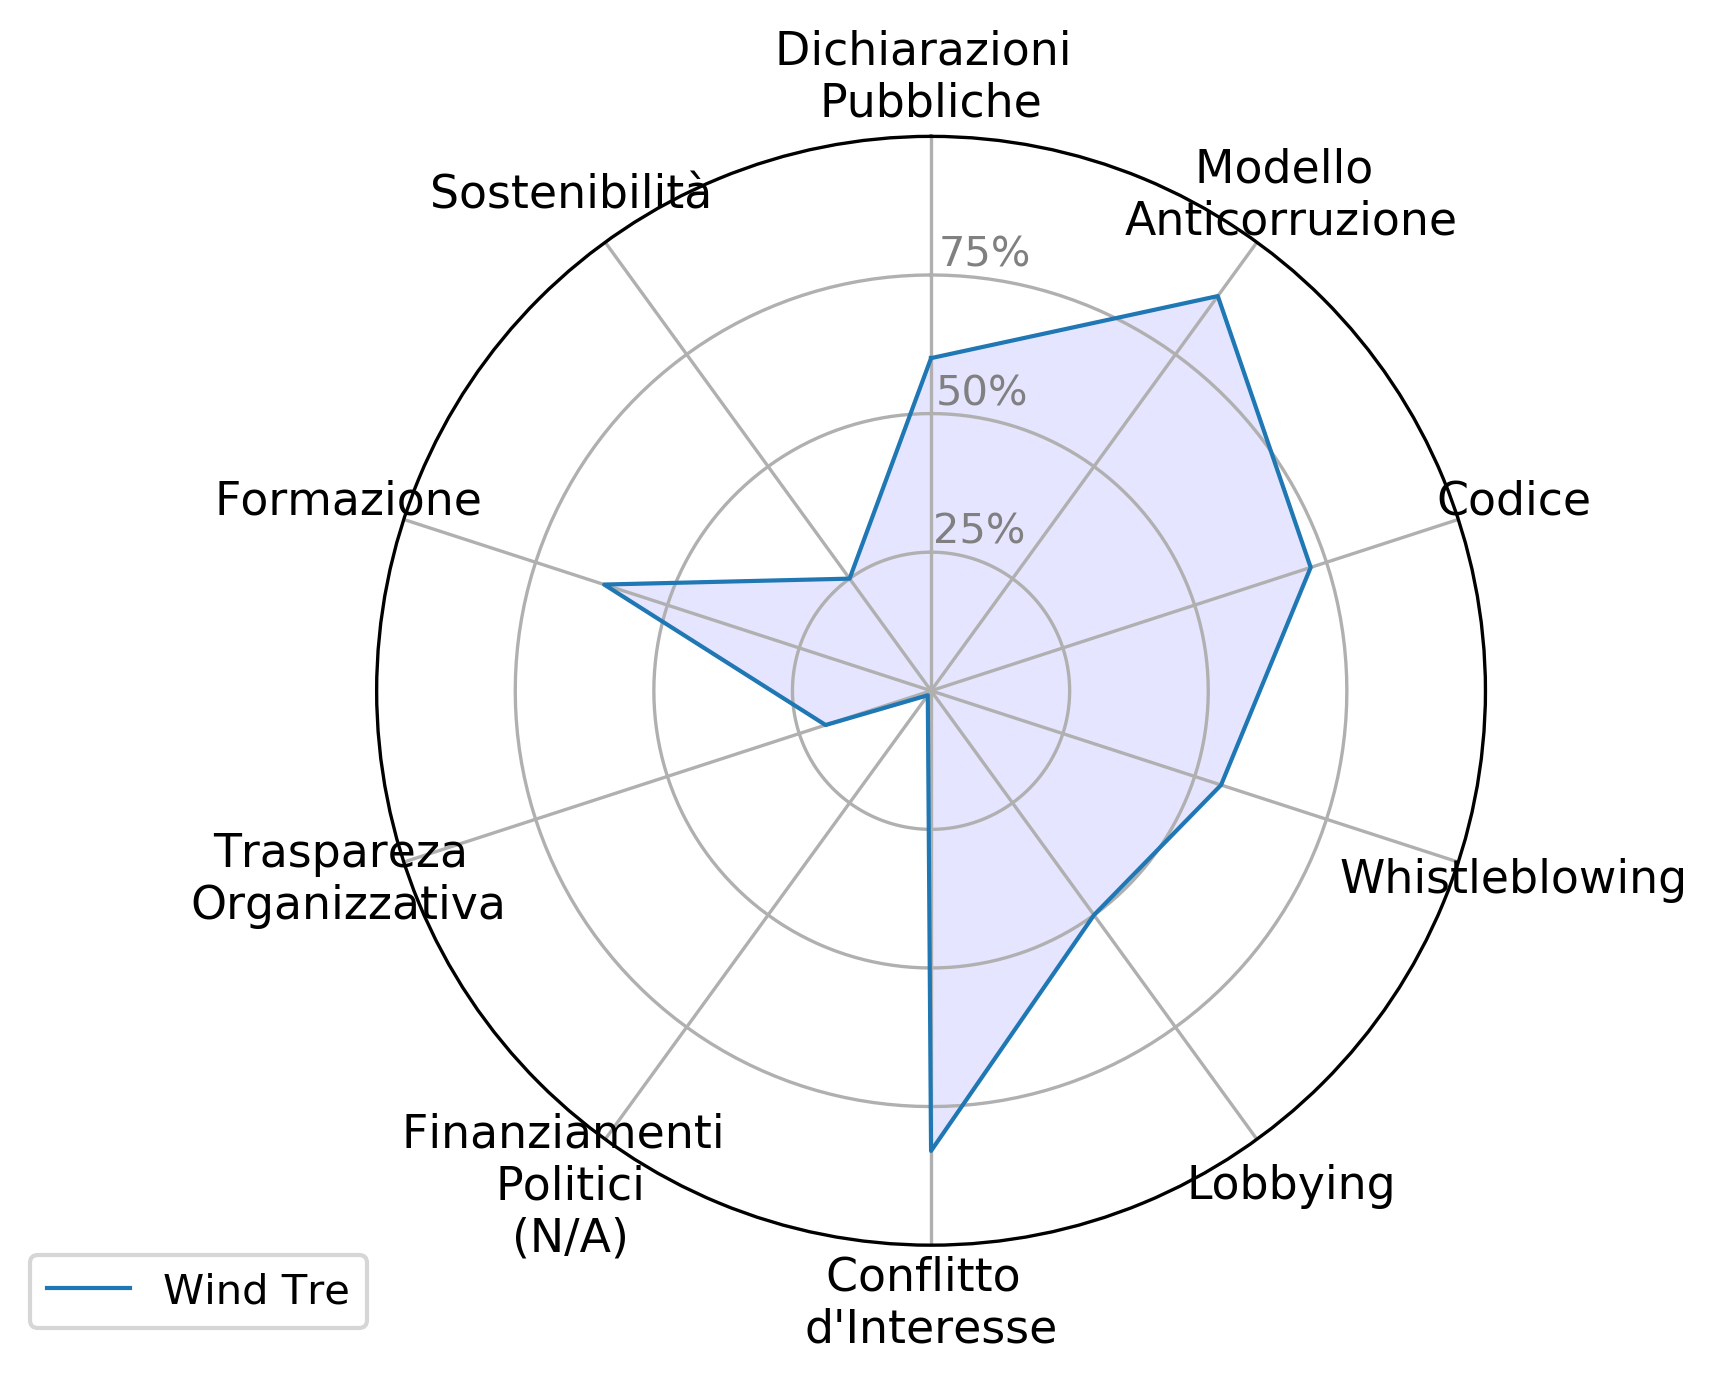 Dichiarazioni
Pubbliche
Modello
Anticorruzione
Sostenibilità
75%
50%
Formazione
Codice
25%
Traspareza
Organizzativa
Whistleblowing
Finanziamenti
Politici
(N/A)
Lobbying
Conflitto
d'Interesse
Wind Tre